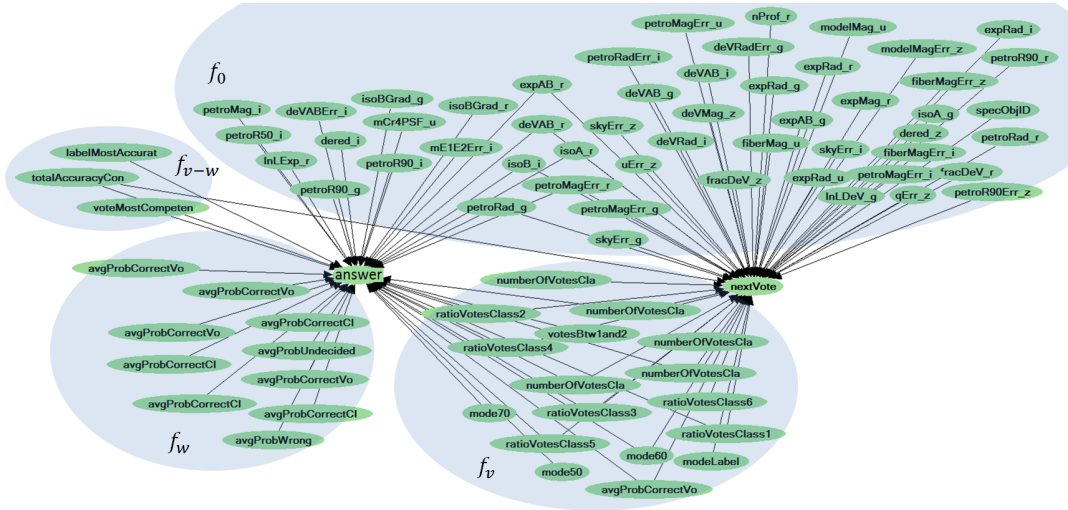 petroMagErr_u
nProf_r
modelMag_u
expRad_i
deVRadErr_g
modelMagErr_z
petroRadErr_i
petroR90_r
expRad_r
f0
deVAB_i
fiberMagErr_z
expAB_r
expRad_g
deVAB_g
expMag_r
isoBGrad_g
isoBGrad_r
petroMag_i
deVABErr_i
specObjID
isoA_g
deVMag_z
mCr4PSF_u
expAB_g
deVAB_r
skyErr_z
petroR50_i
dered_i
dered_z
petroRad_r
deVRad_i
fiberMag_u
mE1E2Err_i
isoA_r
skyErr_i
fiberMagErr_i
labelMostAccurat
fv−w
lnLExp_r
petroR90_i
isoB_i
uErr_z
totalAccuracyCon
fracDeV_z
expRad_u
petroMagErr_i
fracDeV_r
petroR90_g
petroMagErr_r
lnLDeV_g
qErr_z
petroR90Err_z
voteMostCompeten
petroRad_g
petroMagErr_g
skyErr_g
avgProbCorrectVo
answer
numberOfVotesCla
nextVote
avgProbCorrectVo
ratioVotesClass2
numberOfVotesCla
avgProbCorrectCl
avgProbCorrectVo
votesBtw1and2
numberOfVotesCla
avgProbUndecided
ratioVotesClass4
avgProbCorrectCl
numberOfVotesCla
avgProbCorrectVo
numberOfVotesCla
avgProbCorrectCl
ratioVotesClass6
avgProbCorrectCl
mode70
ratioVotesClass3
ratioVotesClass1
avgProbWrong
ratioVotesClass5
fw
mode60
modeLabel
fv
mode50
avgProbCorrectVo